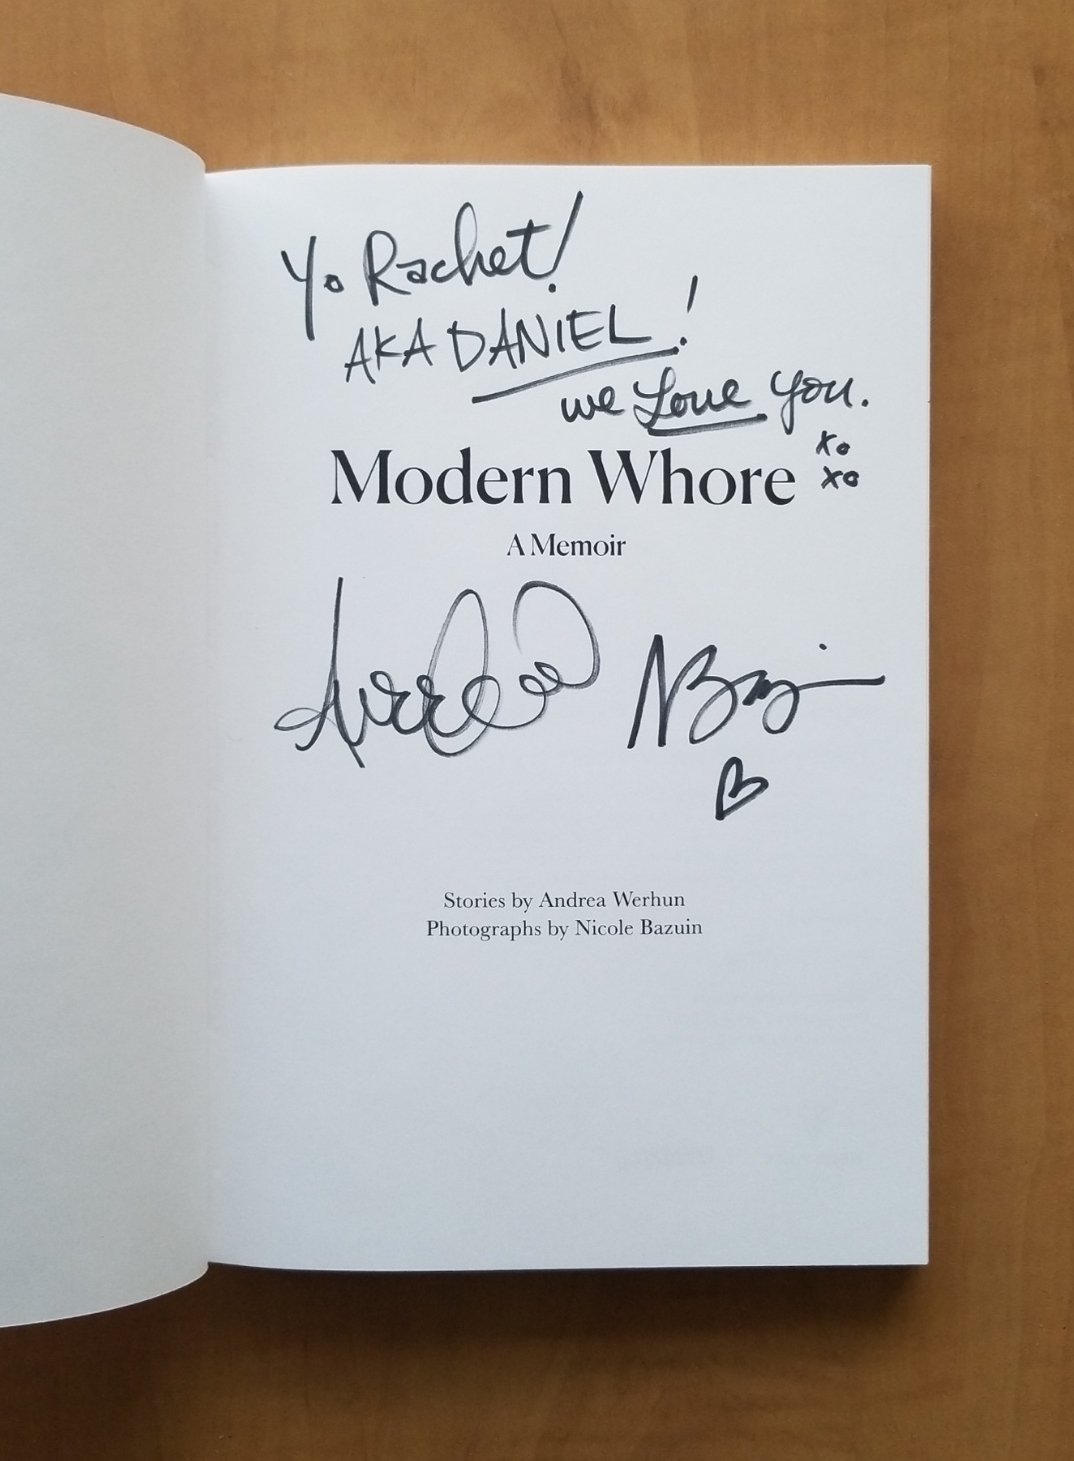 Yo Rachet!
AKA DANIEL!
we Love You.
xo
xo
Modern Whore
A Memoir
NBazuin
Stories by Andrea Werhun
Photographs by Nicole Bazuin